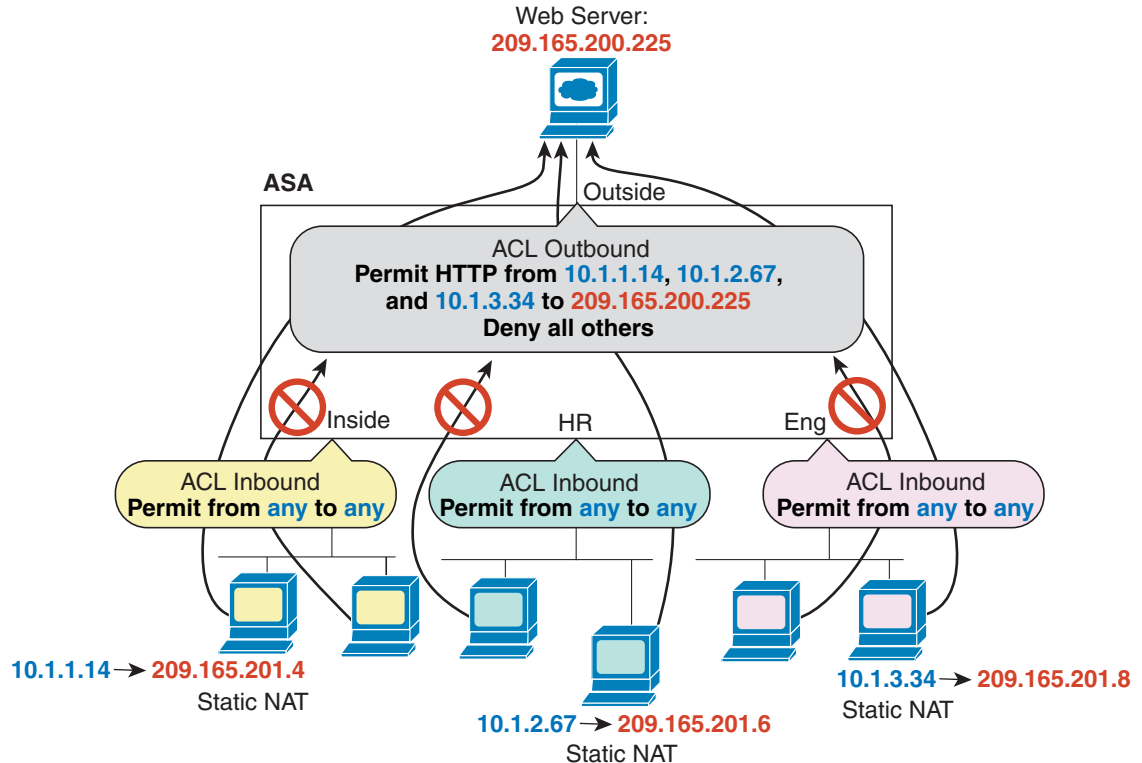 Web Server:
209.165.200.225
ASA
Outside
ACL Outbound
Permit HTTP from 10.1.1.14, 10.1.2.67,
and 10.1.3.34 to 209.165.200.225
Deny all others
Inside
HR
Eng
ACL Inbound
Permit from any to any
ACL Inbound
Permit from any to any
ACL Inbound
Permit from any to any
10.1.1.14 209.165.201.4
Static NAT
10.1.2.67 209.165.201.6
Static NAT
10.1.3.34 209.165.201.8
Static NAT